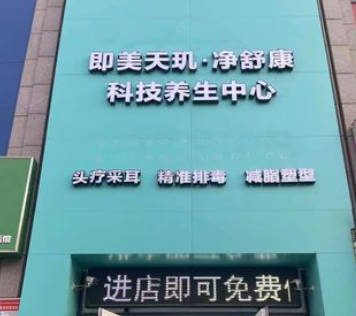 即美天玑·净舒康
科技养生中心
头疗采耳 精准排毒 减脂塑型
进店即可免费